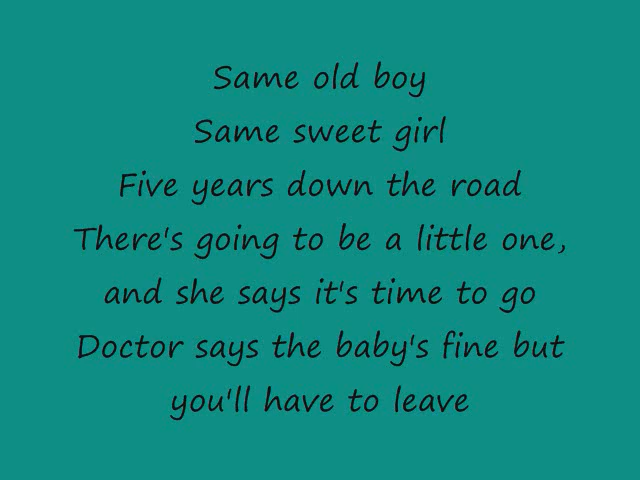 Same old boy
Same sweet girl
Five years down the road
There's going to be a little one,
and she says it's time to go
Doctor says the baby's fine but
you'll have to leave